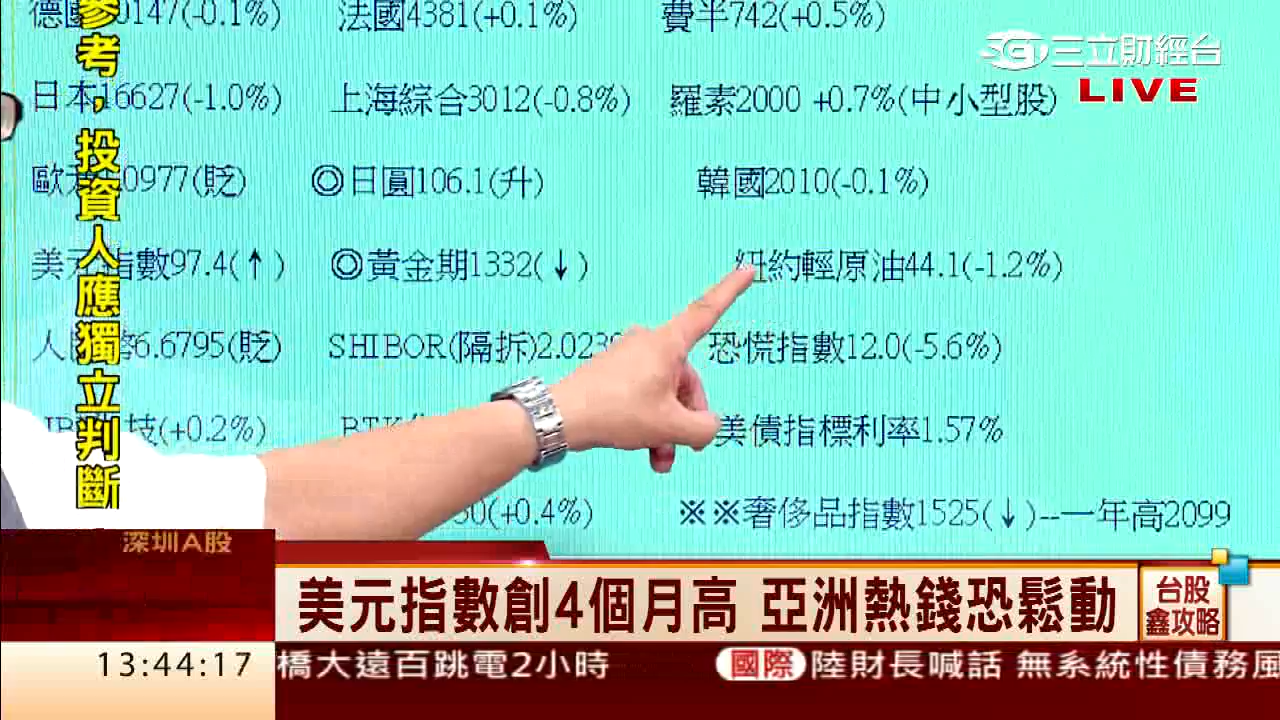 德國 0147(-0.1%) 法國4381(+0.1%) 費半742(+0.5%)
三立財經台
LIVE
日本16627(-1.0%) 上海綜合3012(-0.8%) 羅素2000 +0.7%(中小型股)
歐元 0977(貶) ◎日圓106.1(升) 韓國2010(-0.1%)
美元指數97.4(↑) ◎黃金期1332(↓) 紐約輕原油44.1(-1.2%)
人民幣6.6795(貶) SHIBOR(隔拆)2.023 恐慌指數12.0(-5.6%)
技(+0.2%) 美債指標利率1.57%
0(+0.4%) ※※奢侈品指數1525(↓)--一年高2099
參考，投資人應獨立判斷
深圳A股
美元指數創4個月高 亞洲熱錢恐鬆動
台股
鑫攻略
13:44:17
橋大遠百跳電2小時 國際 陸財長喊話 無系統性債務風